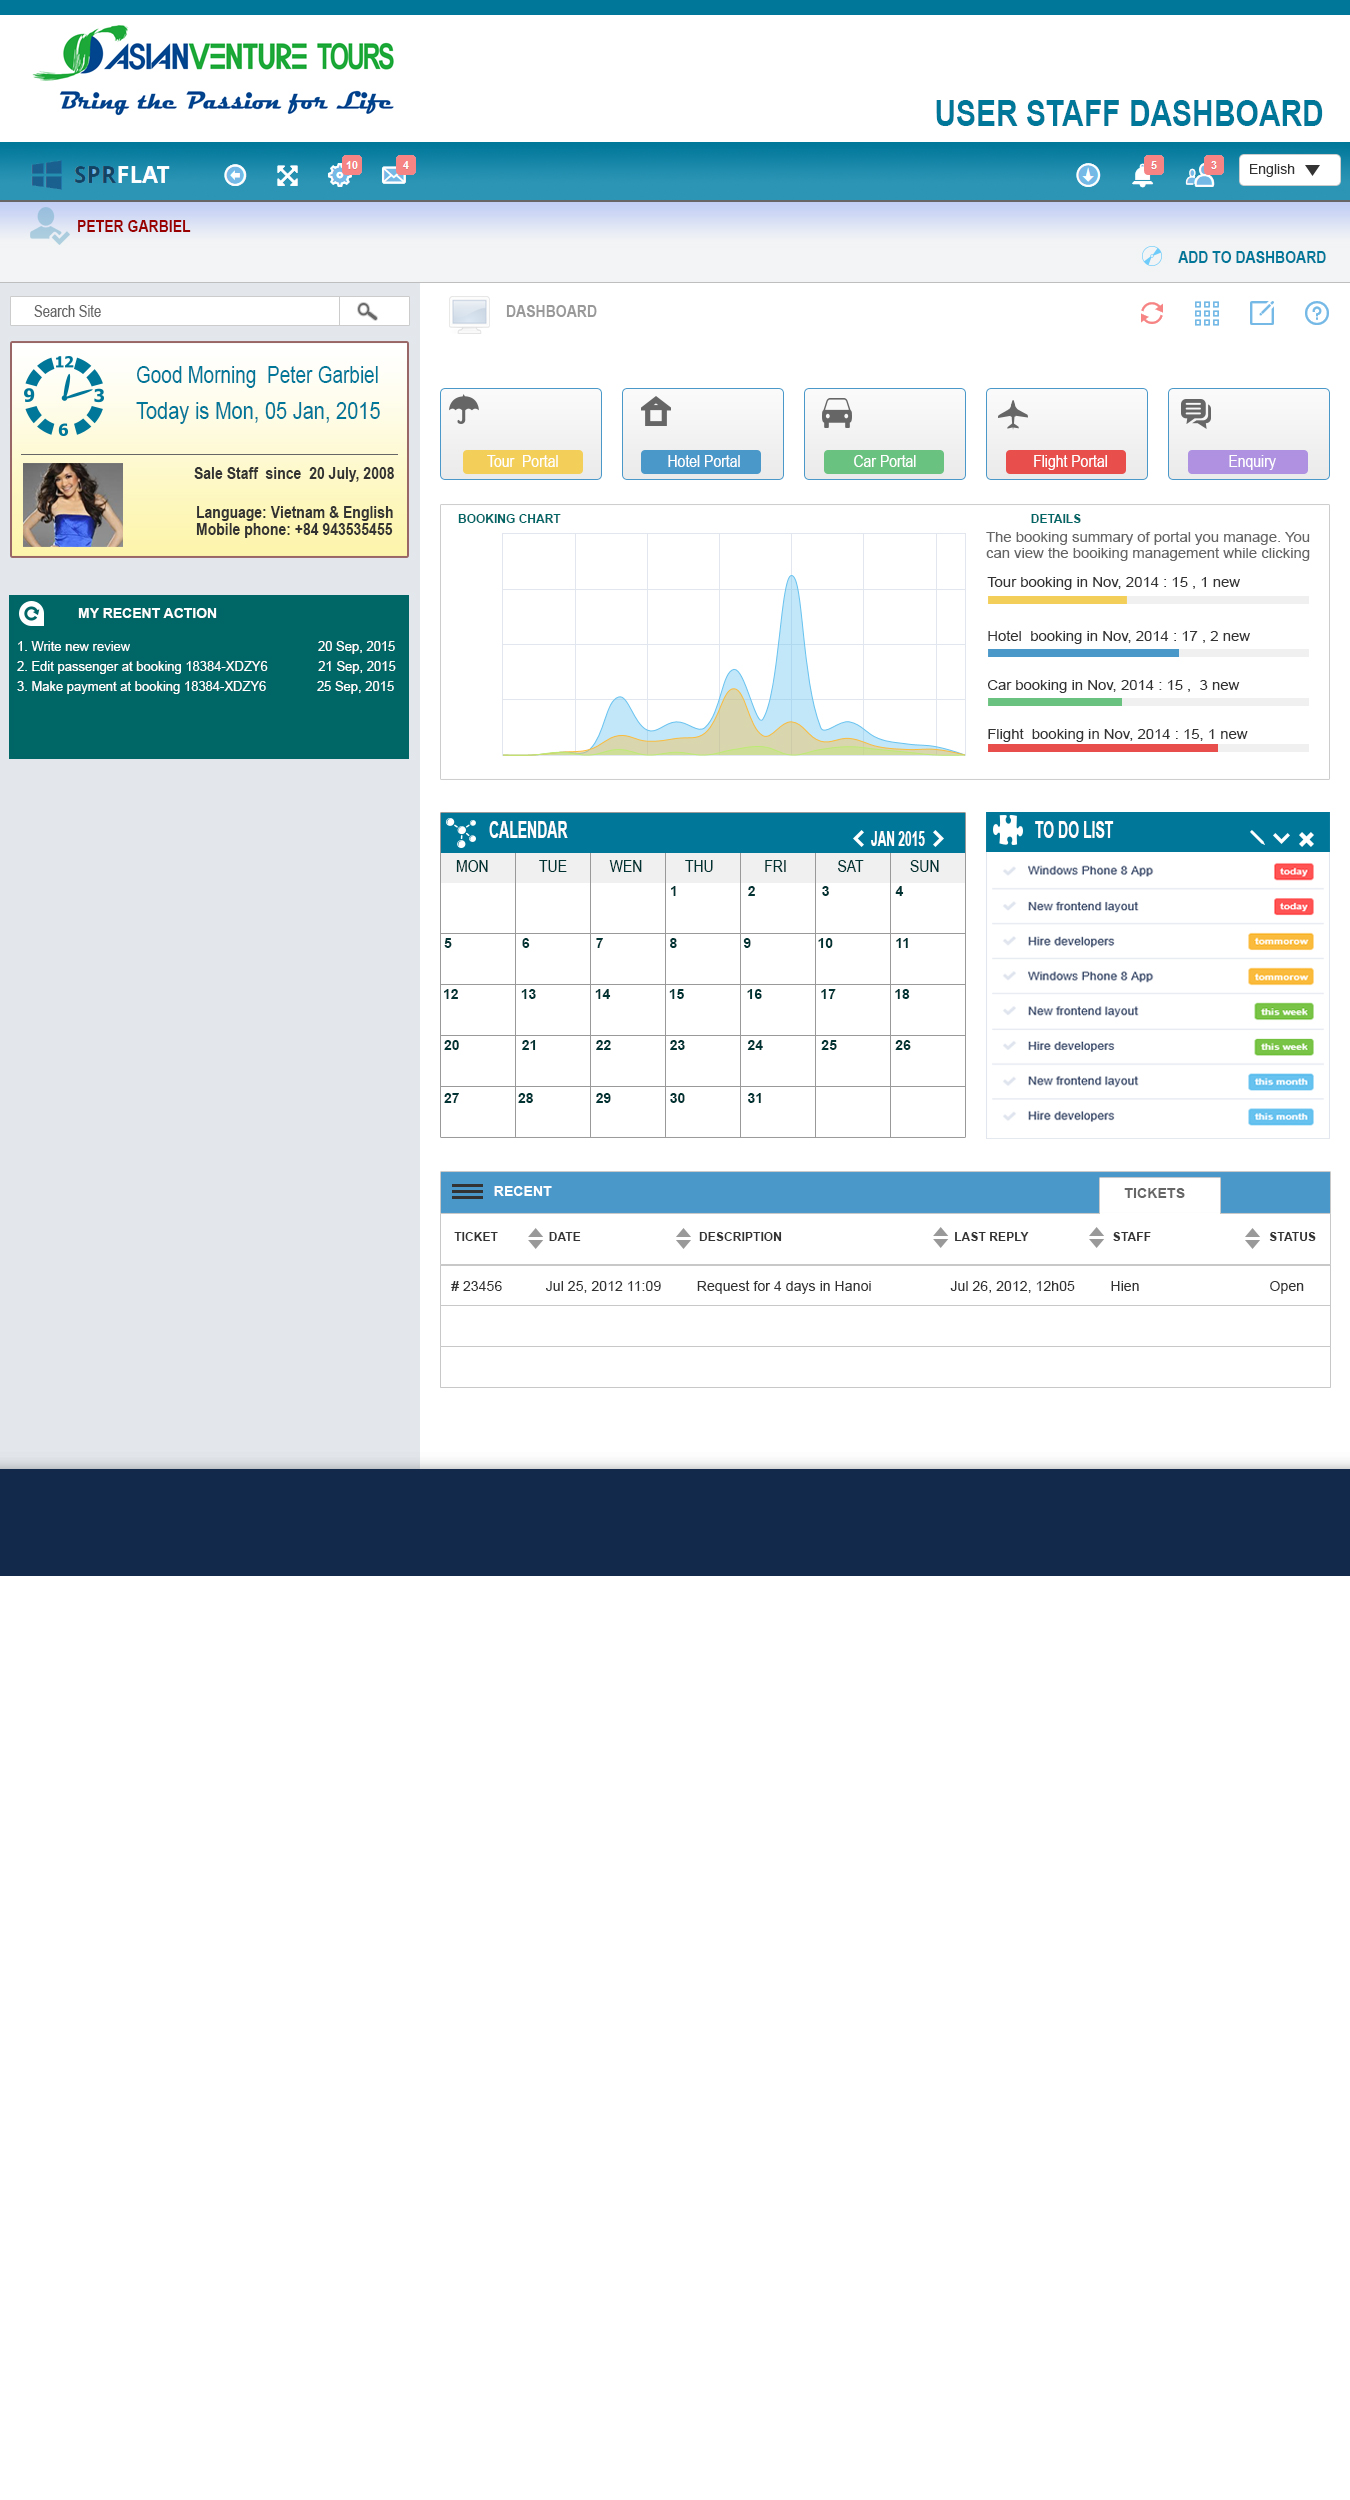 ASIANVENTURE TOURS
Bring the Passion for Life
USER STAFF DASHBOARD
SPRFLAT
10
4
5
3
English
PETER GARBIEL
ADD TO DASHBOARD
Search Site
DASHBOARD
12
9
3
6
Good Morning  Peter Garbiel
Today is Mon, 05 Jan, 2015
Sale Staff  since  20 July, 2008
Language: Vietnam & English
Mobile phone: +84 943535455
MY RECENT ACTION
1. Write new review 20 Sep, 2015
2. Edit passenger at booking 18384-XDZY6 21 Sep, 2015
3. Make payment at booking 18384-XDZY6 25 Sep, 2015
Tour  Portal
Hotel Portal
Car Portal
Flight Portal
Enquiry
BOOKING CHART
DETAILS
The booking summary of portal you manage. You
can view the booiking management while clicking
Tour booking in Nov, 2014 : 15 , 1 new
Hotel  booking in Nov, 2014 : 17 , 2 new
Car booking in Nov, 2014 : 15 ,  3 new
Flight  booking in Nov, 2014 : 15, 1 new
CALENDAR
JAN 2015
MON TUE WEN THU FRI SAT SUN
1 2 3 4
5 6 7 8 9 10 11
12 13 14 15 16 17 18
20 21 22 23 24 25 26
27 28 29 30 31
TO DO LIST
Windows Phone 8 App today
New frontend layout today
Hire developers tommorow
Windows Phone 8 App tommorow
New frontend layout this week
Hire developers this week
New frontend layout this month
Hire developers this month
RECENT
TICKETS
TICKET DATE DESCRIPTION LAST REPLY STAFF STATUS
# 23456 Jul 25, 2012 11:09 Request for 4 days in Hanoi Jul 26, 2012, 12h05 Hien Open